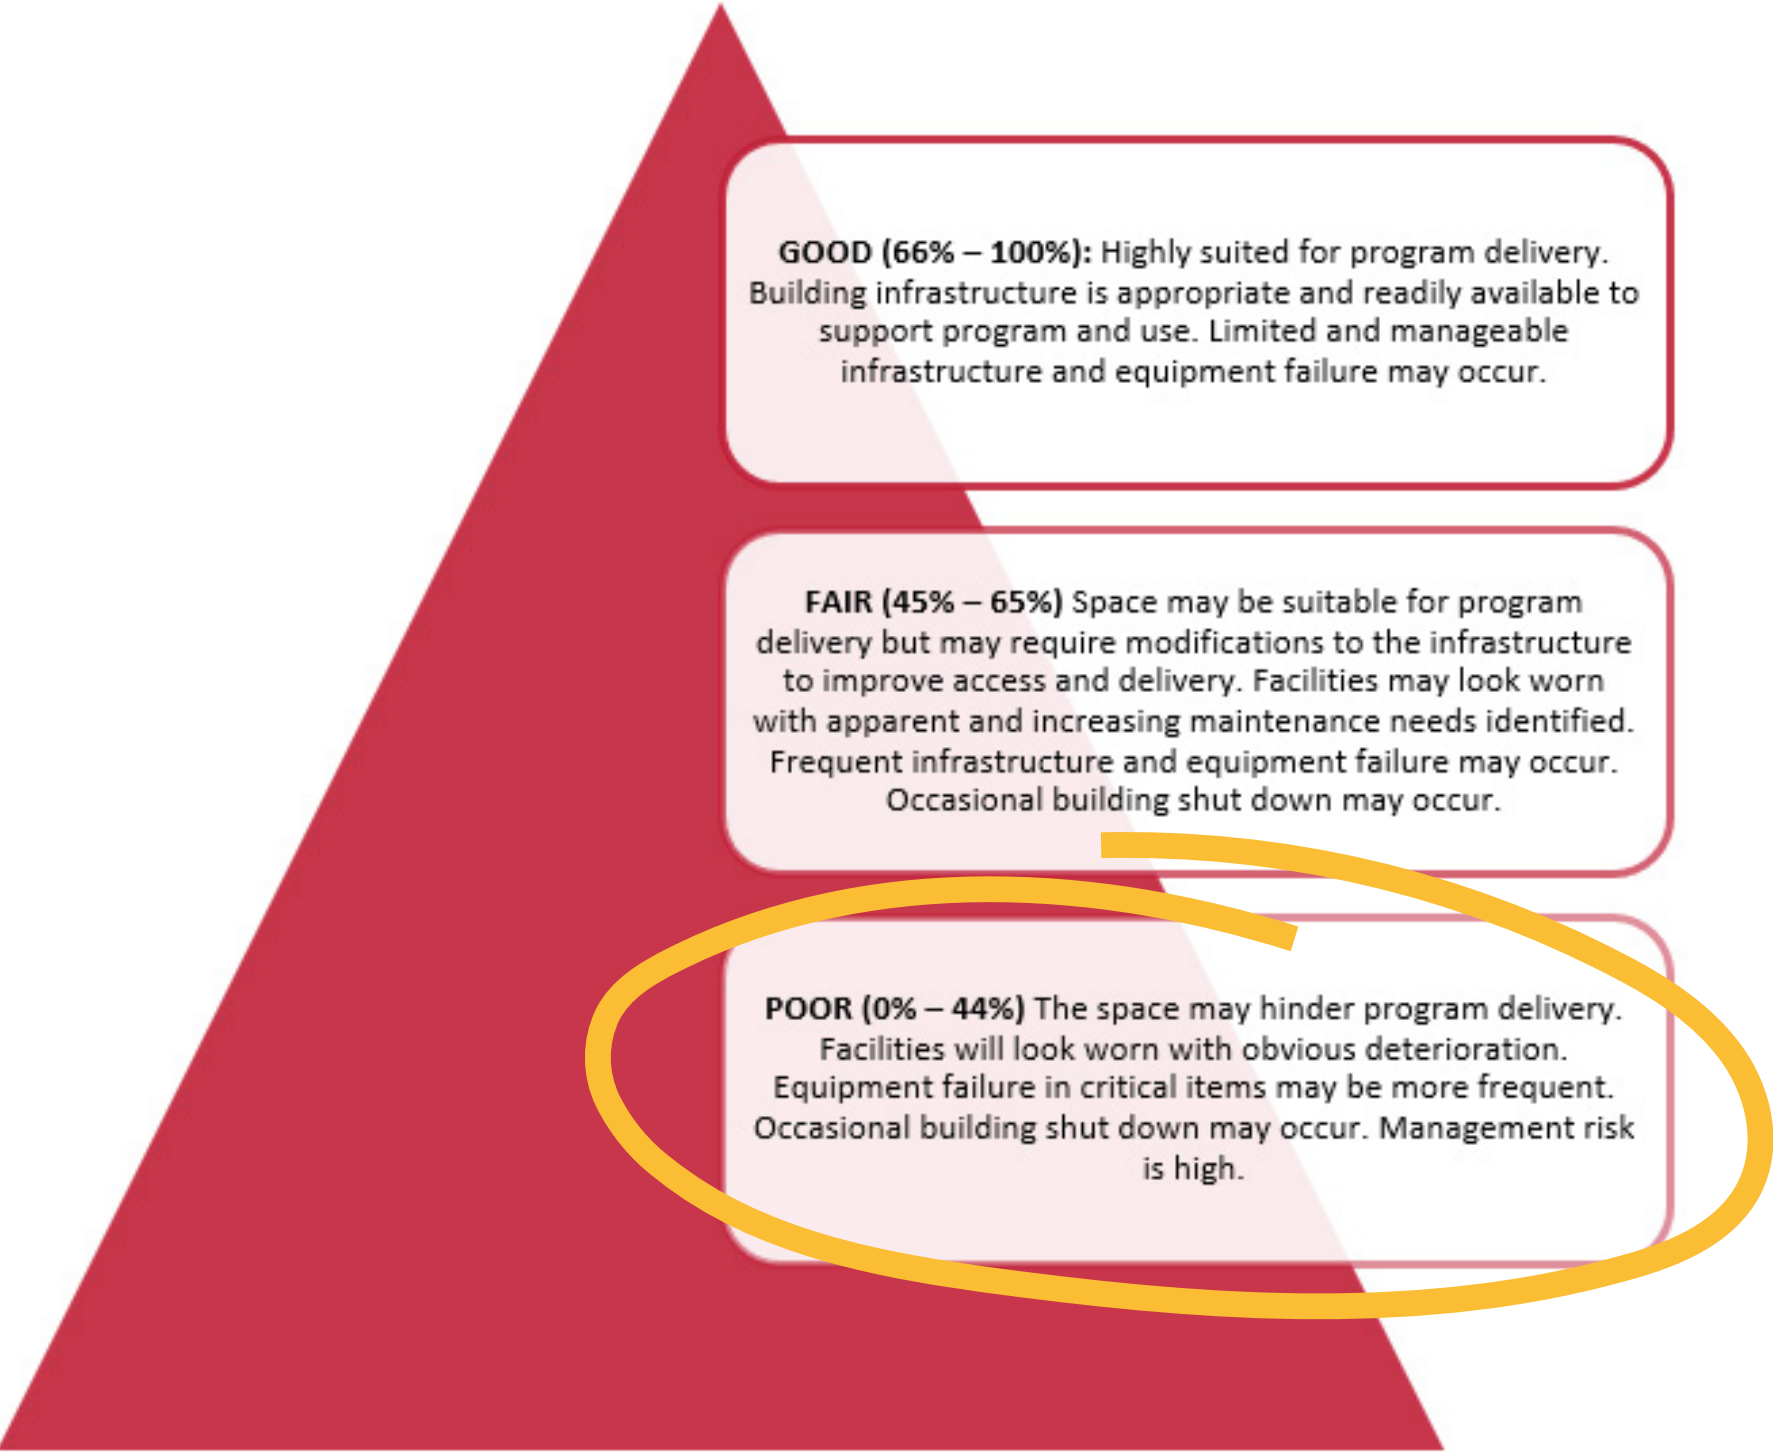 GOOD (66% – 100%): Highly suited for program delivery.
Building infrastructure is appropriate and readily available to
support program and use. Limited and manageable
infrastructure and equipment failure may occur.
FAIR (45% – 65%) Space may be suitable for program
delivery but may require modifications to the infrastructure
to improve access and delivery. Facilities may look worn
with apparent and increasing maintenance needs identified.
Frequent infrastructure and equipment failure may occur.
Occasional building shut down may occur.
POOR (0% – 44%) The space may hinder program delivery.
Facilities will look worn with obvious deterioration.
Equipment failure in critical items may be more frequent.
Occasional building shut down may occur. Management risk
is high.